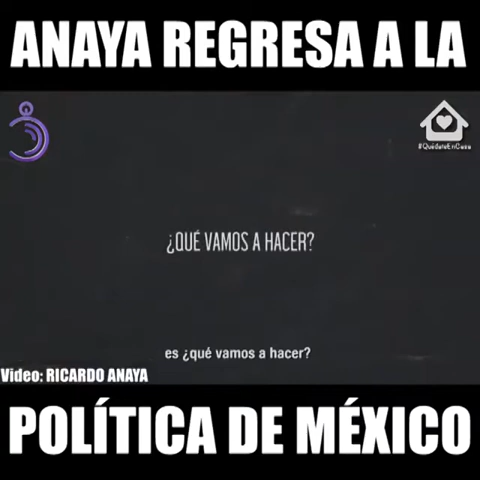 ANAYA REGRESA A LA
#QuédateEnCasa
¿QUÉ VAMOS A HACER?
es ¿qué vamos a hacer?
Video: RICARDO ANAYA
POLÍTICA DE MÉXICO